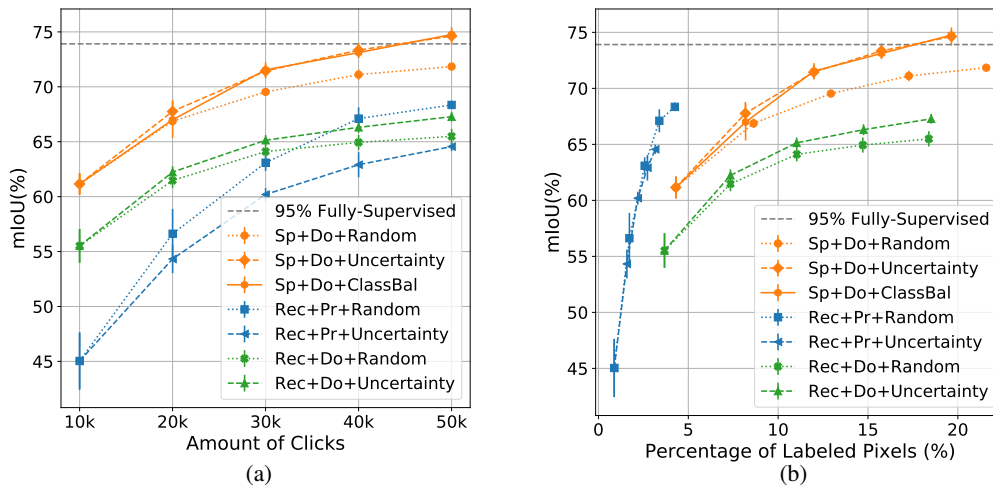 75
70
65
60
55
50
45
mIoU(%)
10k 20k 30k 40k 50k
Amount of Clicks
95% Fully-Supervised
Sp+Do+Random
Sp+Do+Uncertainty
Sp+Do+ClassBal
Rec+Pr+Random
Rec+Pr+Uncertainty
Rec+Do+Random
Rec+Do+Uncertainty
(a)
75
70
65
60
55
50
45
mIoU(%)
0 5 10 15 20
Percentage of Labeled Pixels (%)
95% Fully-Supervised
Sp+Do+Random
Sp+Do+Uncertainty
Sp+Do+ClassBal
Rec+Pr+Random
Rec+Pr+Uncertainty
Rec+Do+Random
Rec+Do+Uncertainty
(b)